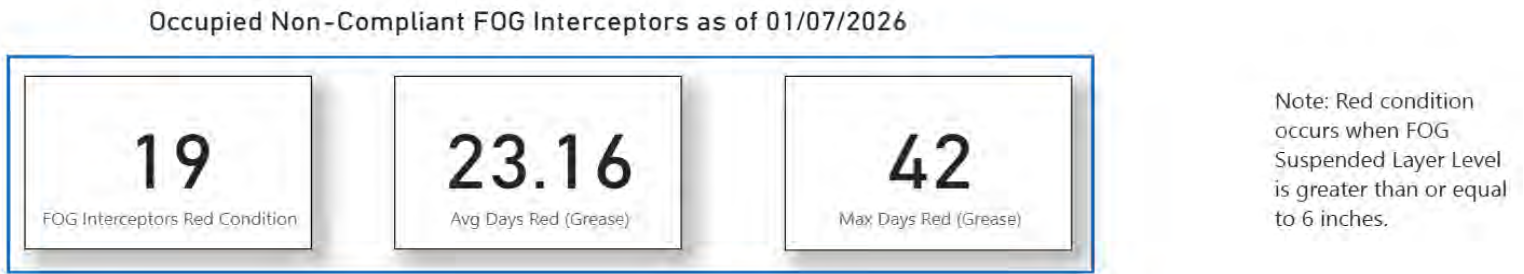 Occupied Non-Compliant FOG Interceptors as of 01/07/2026
19
FOG Interceptors Red Condition
23.16
Avg Days Red (Grease)
42
Max Days Red (Grease)
Note: Red condition
occurs when FOG
Suspended Layer Level
is greater than or equal
to 6 inches.